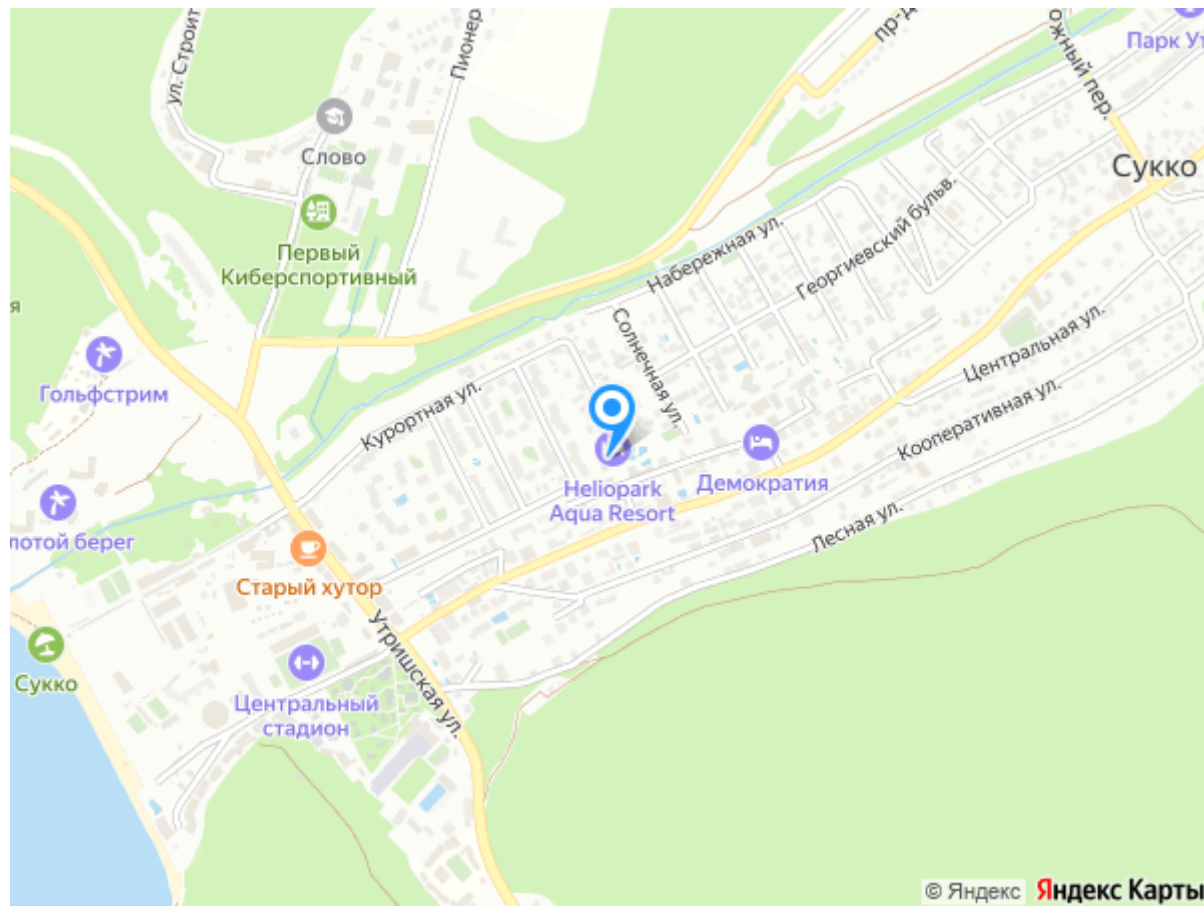 ул. Строит
Пионер
пр-д
ожный пер.
Парк Ут
Слово
Сукко
Первый
Киберспортивный
Набережная ул.
Георгиевский бульв.
я
Солнечная ул.
Гольфстрим
Центральная ул.
Курортная ул.
Кооперативная ул.
Heliopark
Aqua Resort
Демократия
лотой берег
Лесная ул.
Старый хутор
Утришская ул.
Сукко
Центральный
стадион
© Яндекс Яндекс Карты